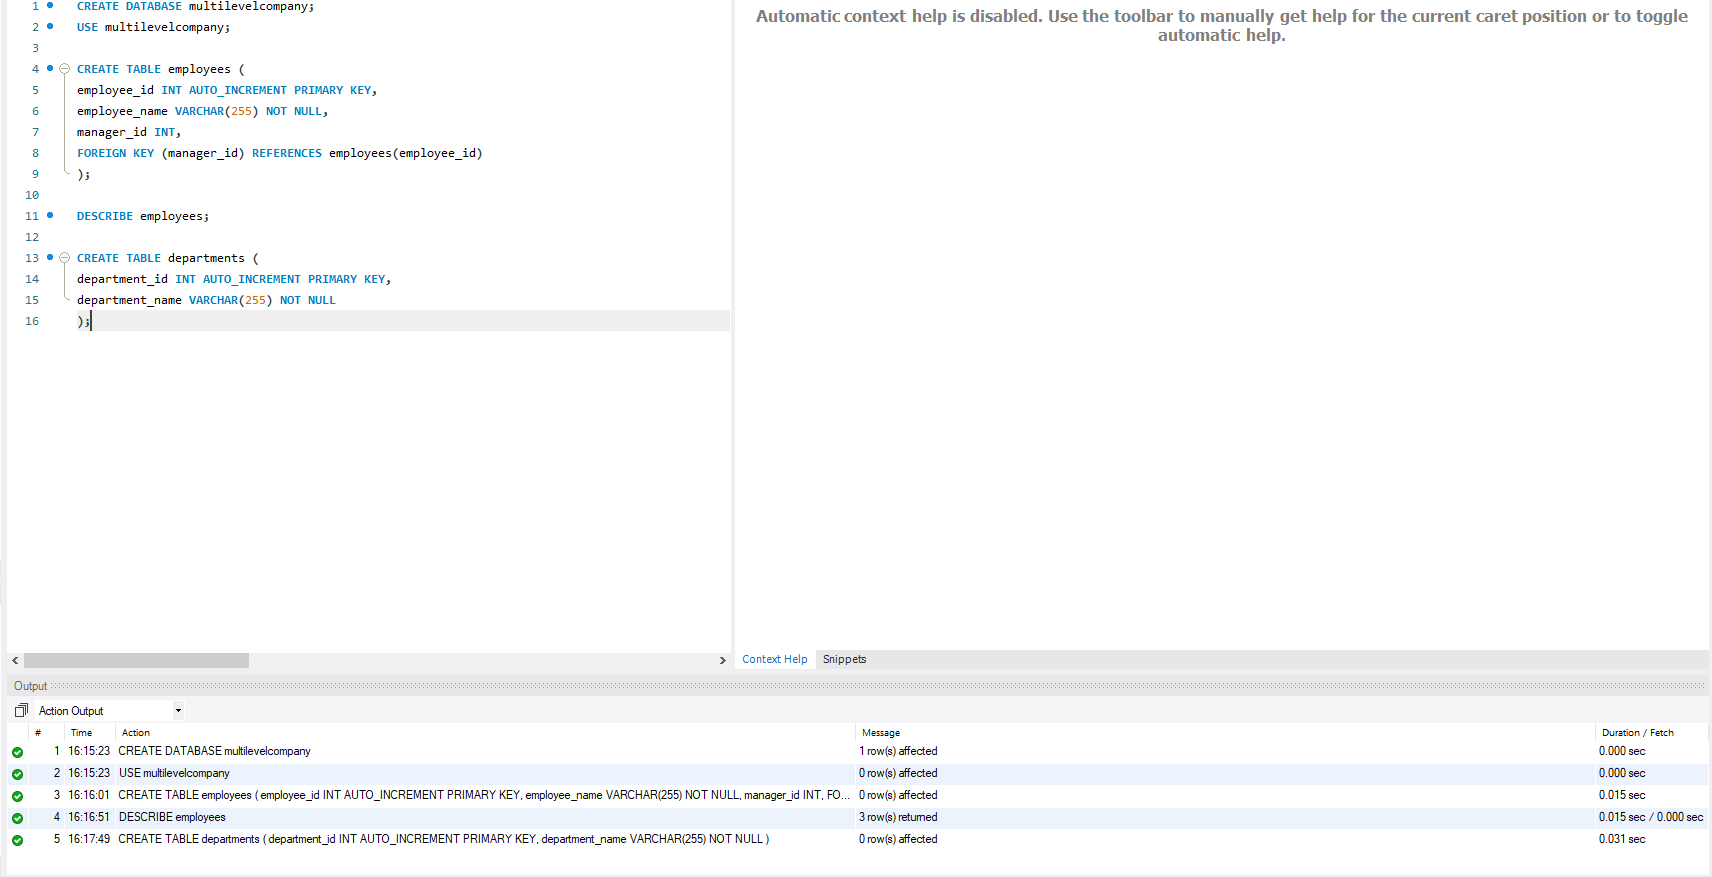 1 CREATE DATABASE multilevelcompany;
2 USE multilevelcompany;
3
4 CREATE TABLE employees (
5 employee_id INT AUTO_INCREMENT PRIMARY KEY,
6 employee_name VARCHAR(255) NOT NULL,
7 manager_id INT,
8 FOREIGN KEY (manager_id) REFERENCES employees(employee_id)
9 );
10
11 DESCRIBE employees;
12
13 CREATE TABLE departments (
14 department_id INT AUTO_INCREMENT PRIMARY KEY,
15 department_name VARCHAR(255) NOT NULL
16 );
Automatic context help is disabled. Use the toolbar to manually get help for the current caret position or to toggle
automatic help.
Context Help Snippets
Output
Action Output
# Time Action Message Duration / Fetch
1 16:15:23 CREATE DATABASE multilevelcompany 1 row(s) affected 0.000 sec
2 16:15:23 USE multilevelcompany 0 row(s) affected 0.000 sec
3 16:16:01 CREATE TABLE employees ( employee_id INT AUTO_INCREMENT PRIMARY KEY, employee_name VARCHAR(255) NOT NULL, manager_id INT, FO... 0 row(s) affected 0.015 sec
4 16:16:51 DESCRIBE employees 3 row(s) returned 0.015 sec / 0.000 sec
5 16:17:49 CREATE TABLE departments ( department_id INT AUTO_INCREMENT PRIMARY KEY, department_name VARCHAR(255) NOT NULL ) 0 row(s) affected 0.031 sec